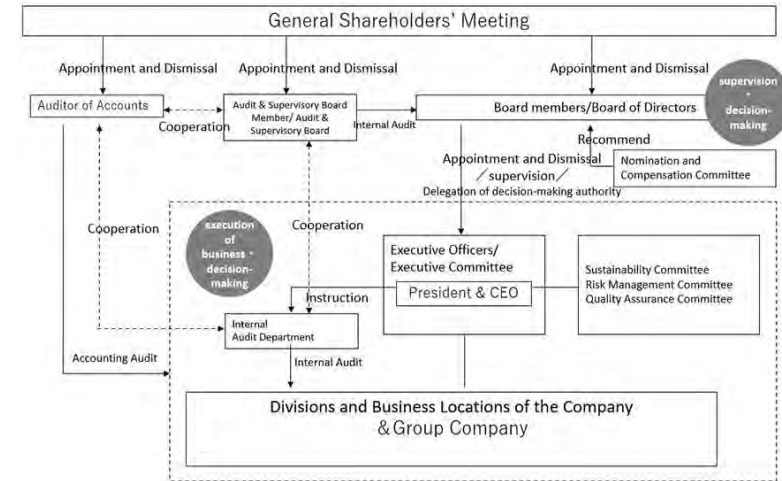 General Shareholders’ Meeting
Appointment and Dismissal
Appointment and Dismissal
Appointment and Dismissal
Auditor of Accounts
Cooperation
Audit & Supervisory Board
Member/ Audit &
Supervisory Board
Internal Audit
Board members/Board of Directors
supervision
・
decision-
making
Recommend
Nomination and
Compensation Committee
Appointment and Dismissal
／supervision／
Delegation of decision-making authority
Cooperation
execution
of
business・
decision-
making
Cooperation
Executive Officers/
Executive Committee
President & CEO
Sustainability Committee
Risk Management Committee
Quality Assurance Committee
Instruction
Internal
Audit Department
Accounting Audit
Internal Audit
Divisions and Business Locations of the Company
& Group Company